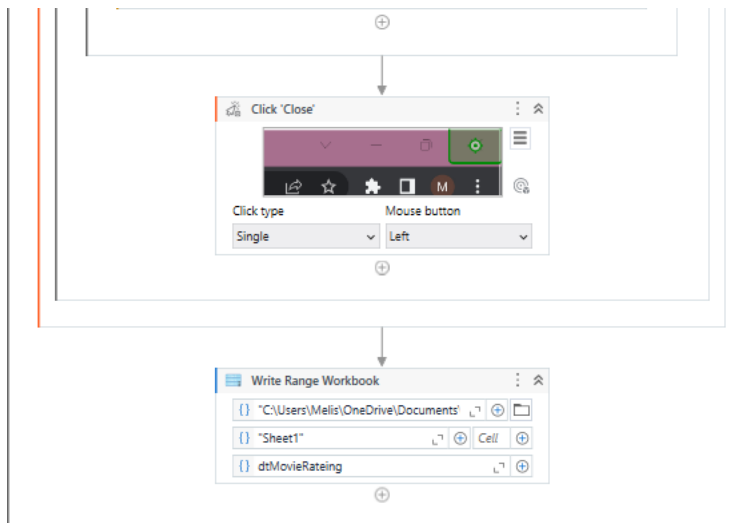 Click 'Close'
M
Click type Mouse button
Single Left
Write Range Workbook
{} "C:\Users\Melis\OneDrive\Documents'
{} "Sheet1" Cell
{} dtMovieRateing